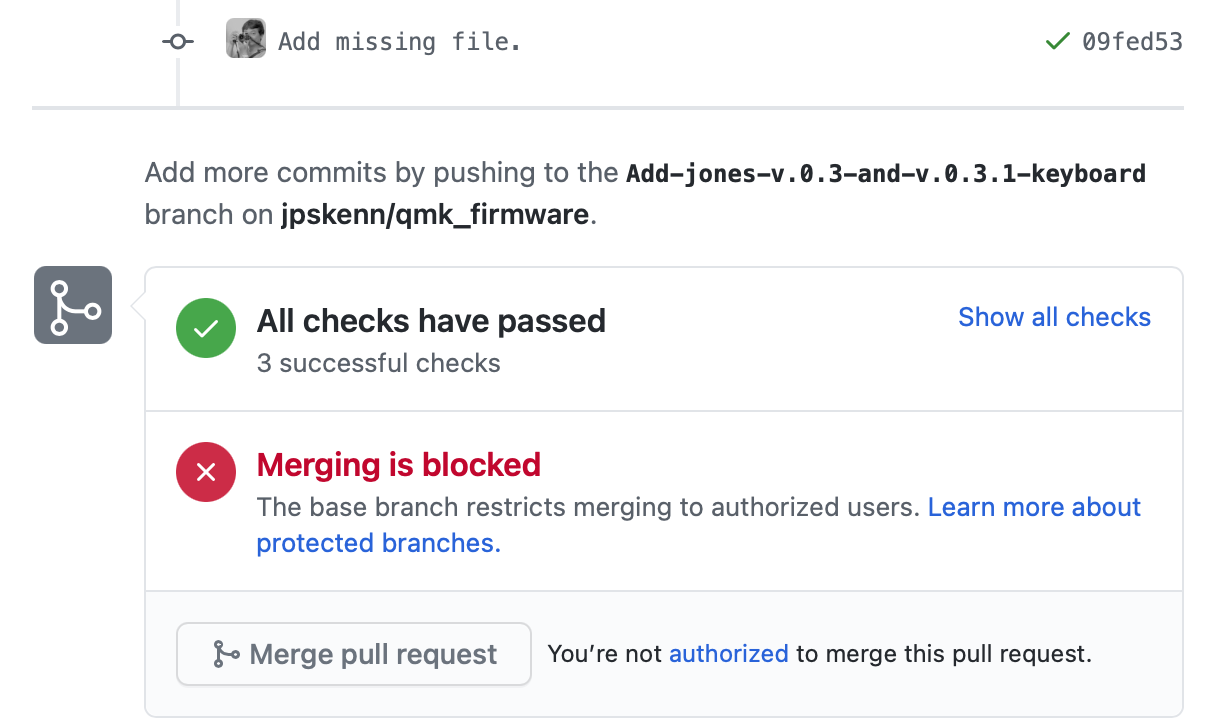 Add missing file.
09fed53
Add more commits by pushing to the Add-jones-v.0.3-and-v.0.3.1-keyboard
branch on jpskenn/qmk_firmware.
All checks have passed
Show all checks
3 successful checks
Merging is blocked
The base branch restricts merging to authorized users. Learn more about
protected branches.
Merge pull request
You’re not authorized to merge this pull request.